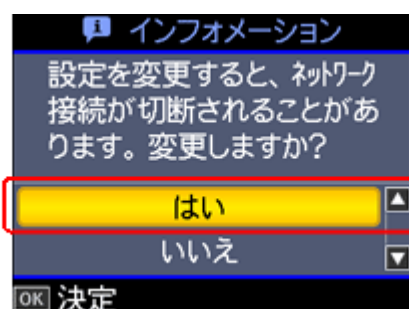 インフォメーション
設定を変更すると、ﾈｯﾄﾜｰｸ
接続が切断されることがあ
ります。変更しますか?
はい
いいえ
OK 決定